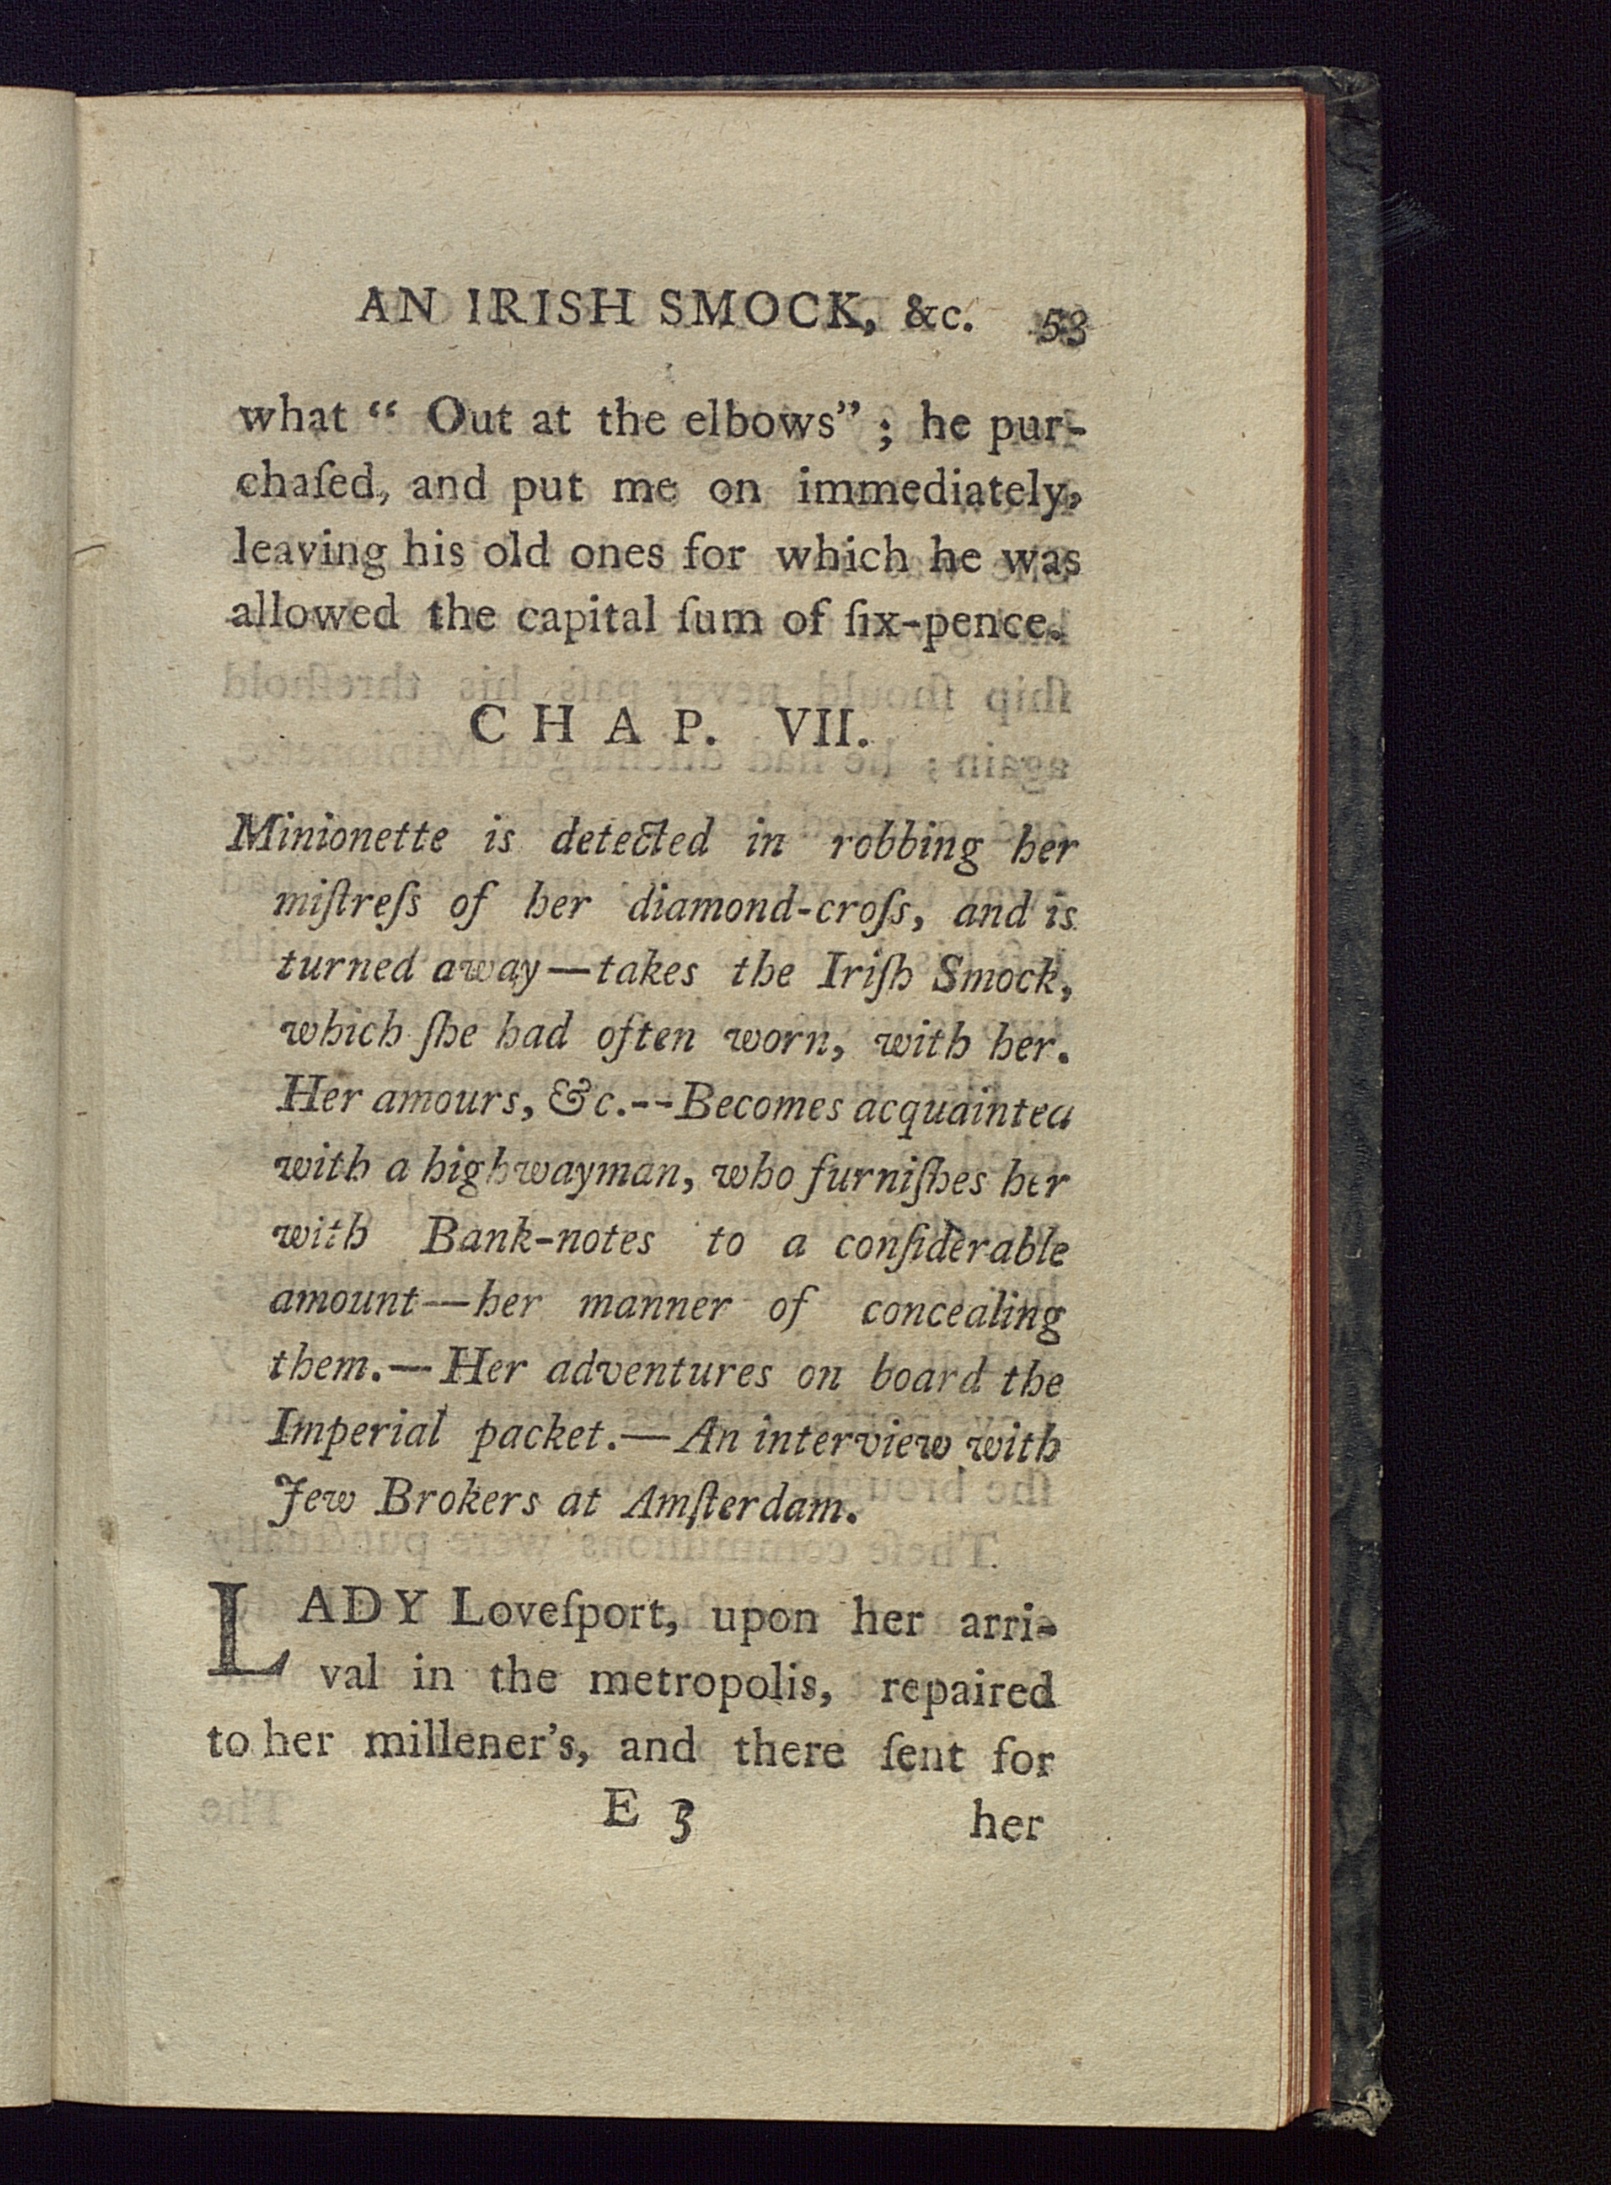 AN IRISH SMOCK, &c. 53
what “ Out at the elbows” ; he pur-
chaſed, and put me on immediately,
leaving his old ones for which he was
allowed the capital ſum of ſix-pence.
CHAP. VII.
Minionette is detected in robbing her
miſtreſs of her diamond-croſs, and is
turned away—takes the Iriſh Smock,
which ſhe had often worn, with her.
Her amours, &c.--Becomes acquainted
with a highwayman, who furniſhes her
with Bank-notes to a conſiderable
amount—her manner of concealing
them.—Her adventures on board the
Imperial packet.—An interview with
Jew Brokers at Amſterdam.
LADY Loveſport, upon her arri-
val in the metropolis, repaired
to her millener’s, and there ſent for
E 3 her